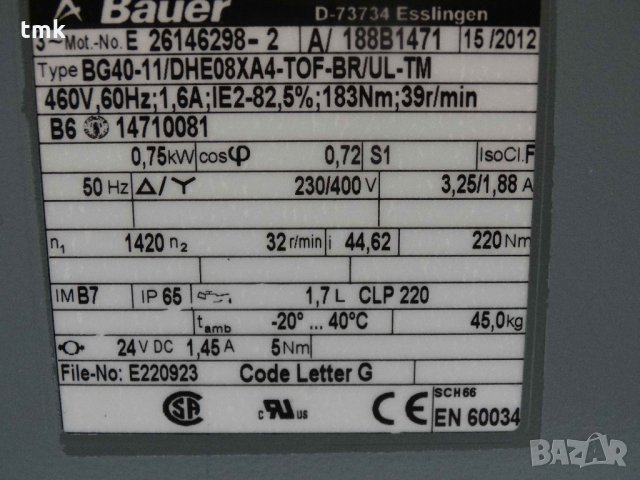 tmk
Bauer
D-73734 Esslingen
3~Mot.-No. E 26146298-2 A/ 188B1471 15/2012
Type BG40-11/DHE08XA4-TOF-BR/UL-TM
460V,60Hz;1,6A;IE2-82,5%;183Nm;39r/min
B6 14710081
0,75kW cosφ 0,72 S1 IsoCl.F
50 Hz Δ/Y 230/400 V 3,25/1,88 A
n1 1420 n2 32 r/min i 44,62 220 Nm
IM B7 IP 65 1,7 L CLP 220
tamb -20° ... 40°C 45,0kg
24 V DC 1,45 A 5Nm
File-No: E220923 Code Letter G
SA c RU us CE SCH66
EN 60034
BAZAR